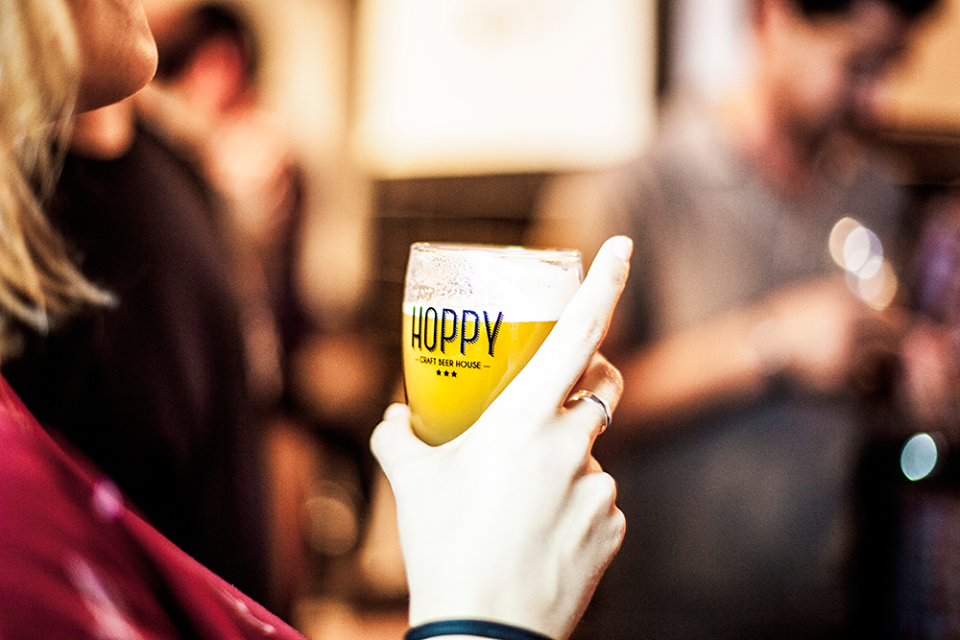 HOPPY
— CRAFT BEER HOUSE —
★★★